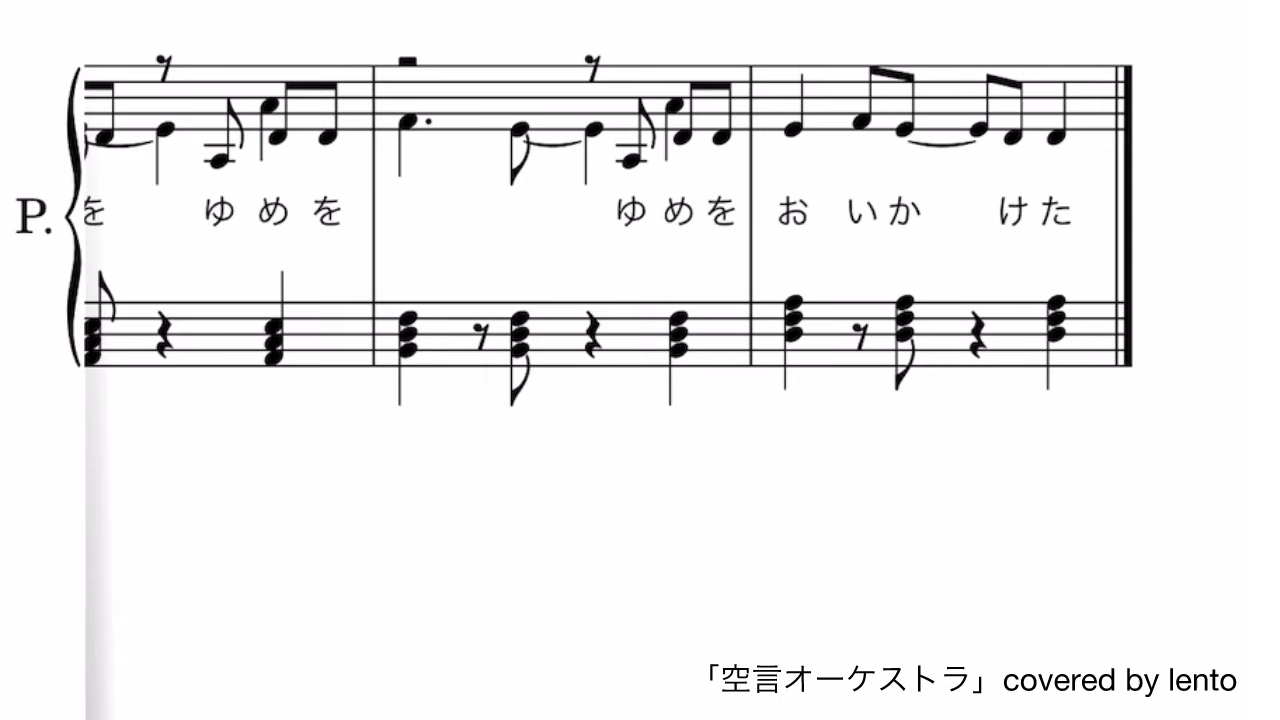 P.
を ゆ め を ゆ め を お い か け た
「空言オーケストラ」covered by lento